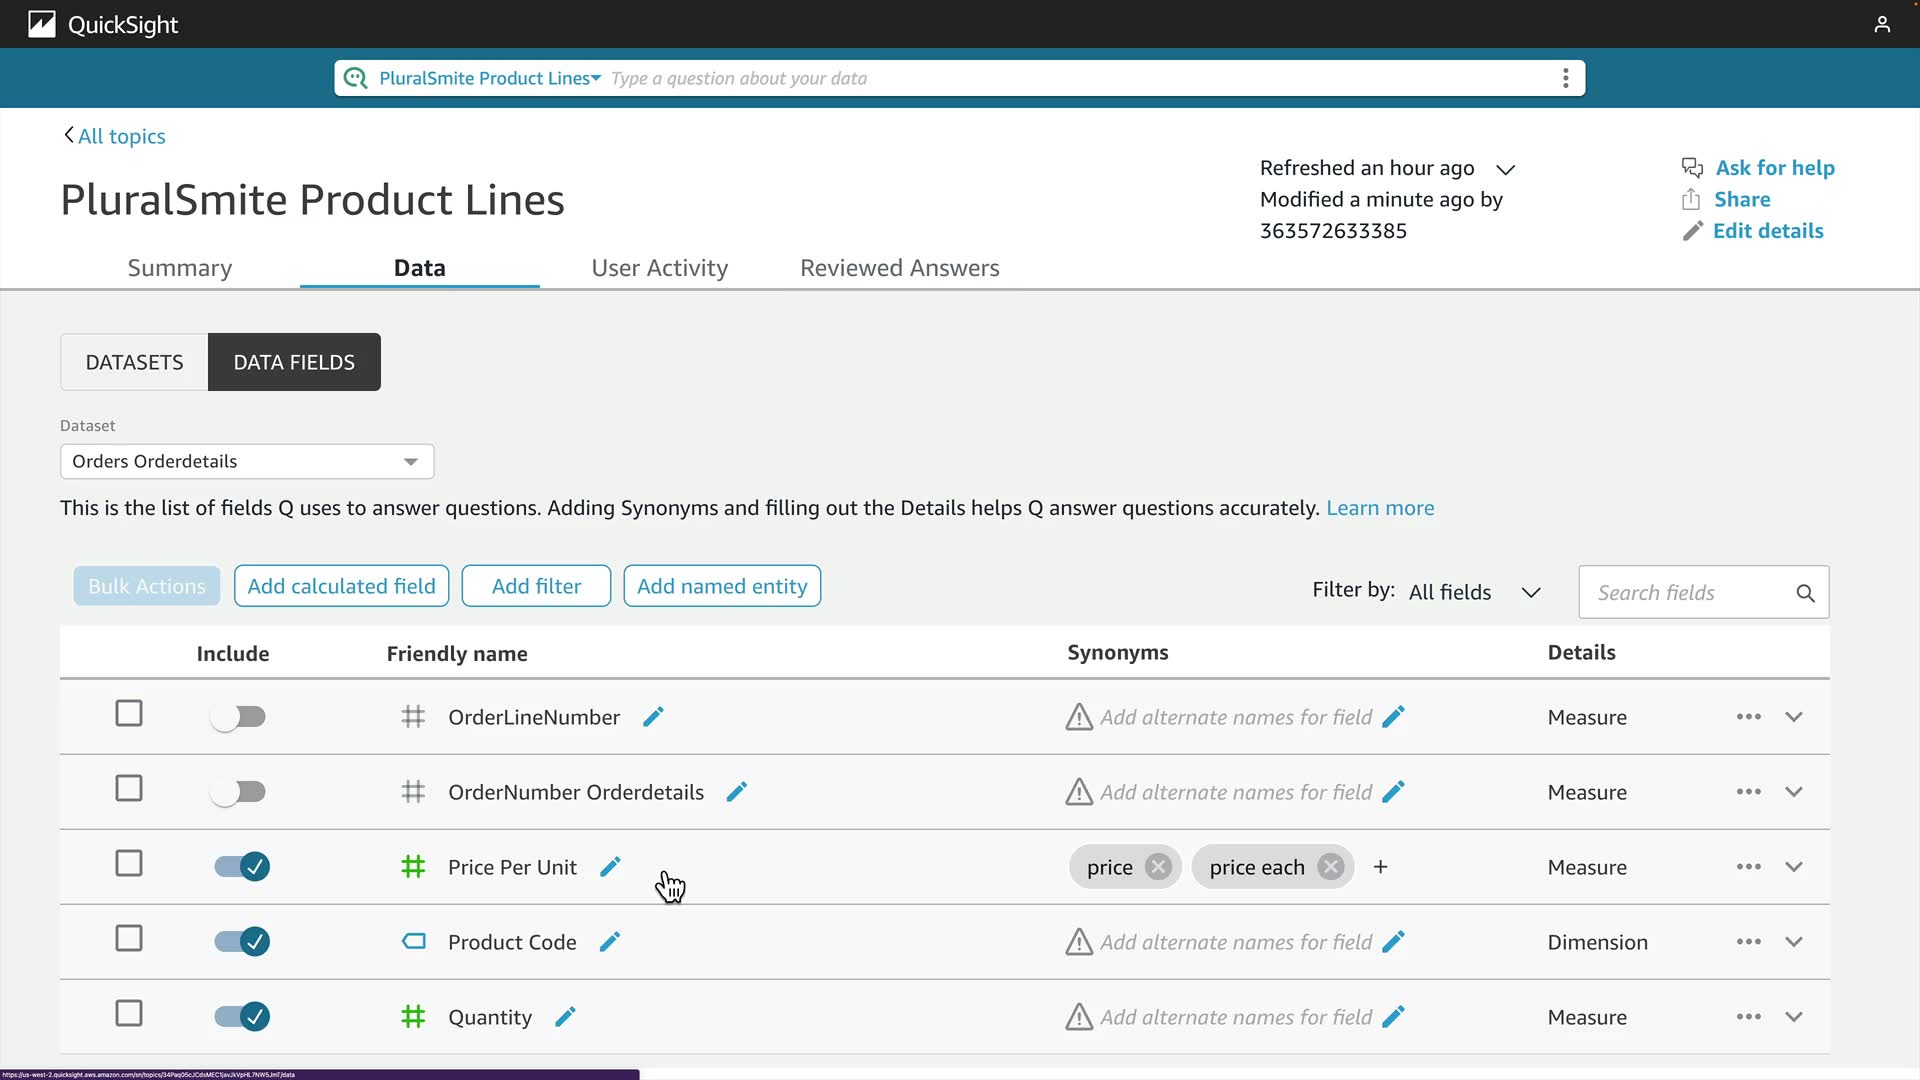 QuickSight
PluralSmite Product Lines Type a question about your data
All topics
PluralSmite Product Lines
Refreshed an hour ago
Modified a minute ago by
363572633385
Ask for help
Share
Edit details
Summary Data User Activity Reviewed Answers
DATASETS DATA FIELDS
Dataset
Orders Orderdetails
This is the list of fields Q uses to answer questions. Adding Synonyms and filling out the Details helps Q answer questions accurately. Learn more
Bulk Actions Add calculated field Add filter Add named entity Filter by: All fields Search fields
Include Friendly name Synonyms Details
OrderLineNumber Add alternate names for field Measure
OrderNumber Orderdetails Add alternate names for field Measure
Price Per Unit price price each + Measure
Product Code Add alternate names for field Dimension
Quantity Add alternate names for field Measure